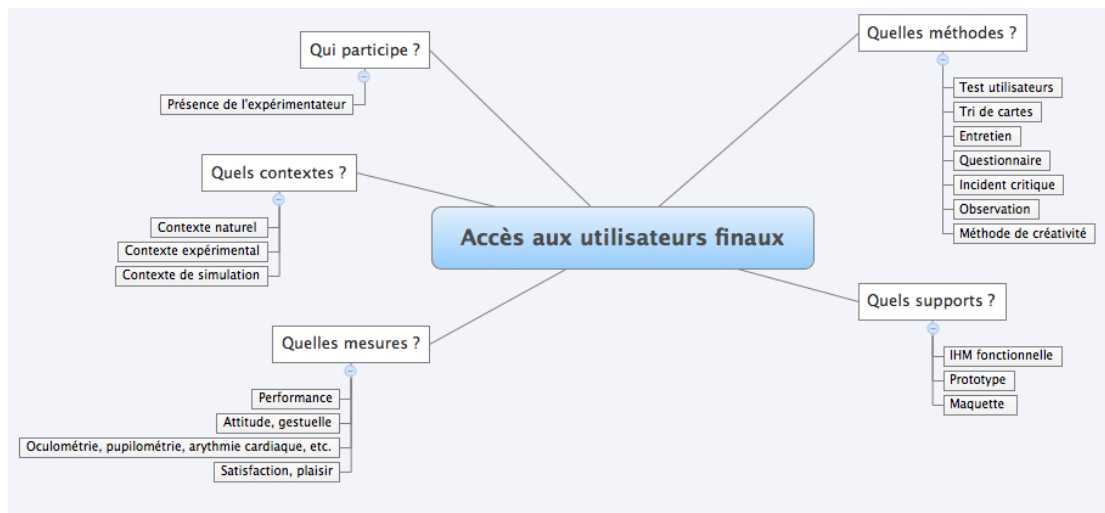 Accès aux utilisateurs finaux
Qui participe ?
Présence de l'expérimentateur
Quels contextes ?
Contexte naturel
Contexte expérimental
Contexte de simulation
Quelles mesures ?
Performance
Attitude, gestuelle
Oculométrie, pupilométrie, arythmie cardiaque, etc.
Satisfaction, plaisir
Quelles méthodes ?
Test utilisateurs
Tri de cartes
Entretien
Questionnaire
Incident critique
Observation
Méthode de créativité
Quels supports ?
IHM fonctionnelle
Prototype
Maquette